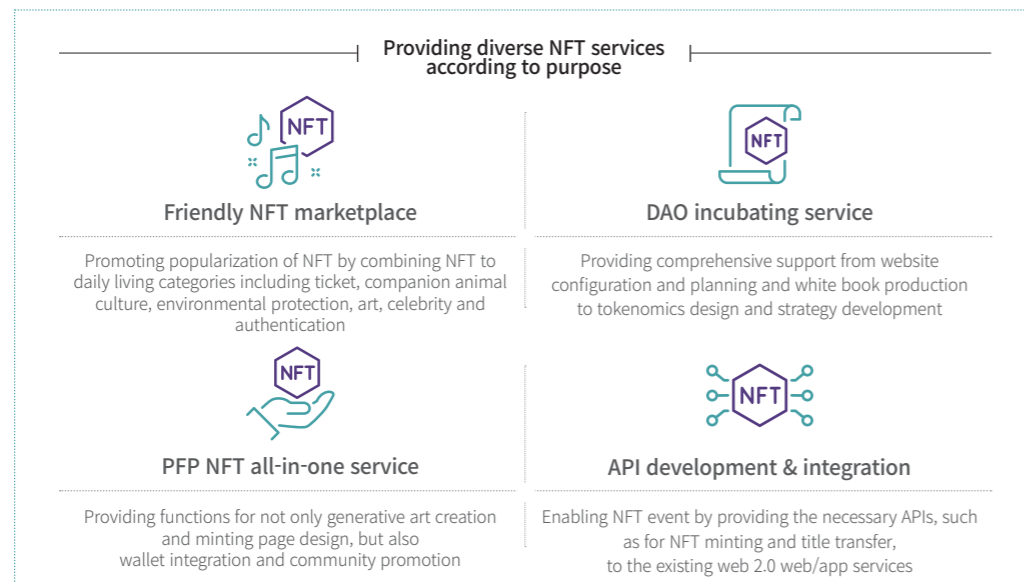 Providing diverse NFT services
according to purpose
NFT
Friendly NFT marketplace
Promoting popularization of NFT by combining NFT to
daily living categories including ticket, companion animal
culture, environmental protection, art, celebrity and
authentication
NFT
DAO incubating service
Providing comprehensive support from website
configuration and planning and white book production
to tokenomics design and strategy development
NFT
PFP NFT all-in-one service
Providing functions for not only generative art creation
and minting page design, but also
wallet integration and community promotion
NFT
API development & integration
Enabling NFT event by providing the necessary APIs, such
as for NFT minting and title transfer,
to the existing web 2.0 web/app services